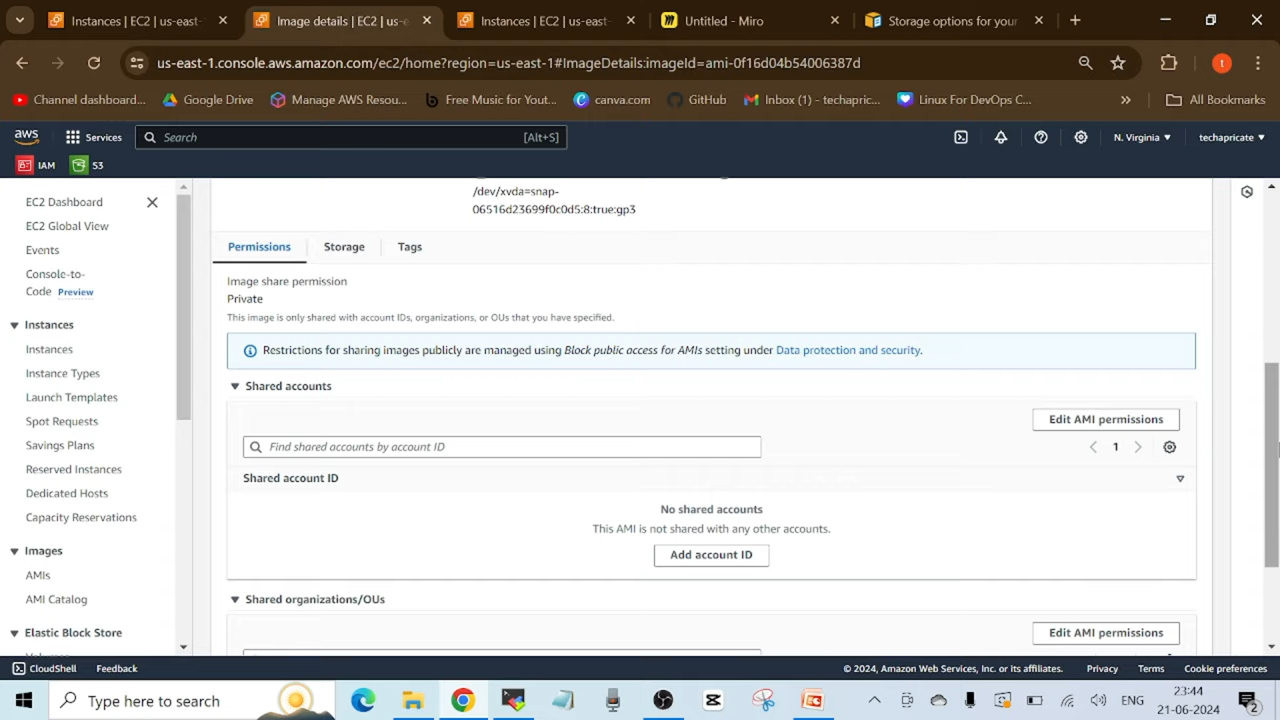 Instances | EC2 | us-east-
Image details | EC2 | us-e
Instances | EC2 | us-east-
Untitled - Miro
Storage options for your
us-east-1.console.aws.amazon.com/ec2/home?region=us-east-1#ImageDetails:imageId=ami-0f16d04b54006387d
t
Channel dashboard...
Google Drive
Manage AWS Resou...
Free Music for Yout...
canva.com
GitHub
Inbox (1) - techapric...
Linux For DevOps C...
»
All Bookmarks
aws
Services
Search
[Alt+S]
N. Virginia
techapricate
IAM
S3
EC2 Dashboard
EC2 Global View
Events
Console-to-
Code Preview
Instances
Instances
Instance Types
Launch Templates
Spot Requests
Savings Plans
Reserved Instances
Dedicated Hosts
Capacity Reservations
Images
AMIs
AMI Catalog
Elastic Block Store
/dev/xvda=snap-
06516d23699f0c0d5:8:true:gp3
Permissions
Storage
Tags
Image share permission
Private
This image is only shared with account IDs, organizations, or OUs that you have specified.
Restrictions for sharing images publicly are managed using Block public access for AMIs setting under Data protection and security.
Shared accounts
Edit AMI permissions
Find shared accounts by account ID
1
Shared account ID
No shared accounts
This AMI is not shared with any other accounts.
Add account ID
Shared organizations/OUs
Edit AMI permissions
CloudShell
Feedback
© 2024, Amazon Web Services, Inc. or its affiliates.
Privacy
Terms
Cookie preferences
Type here to search
ENG
23:44
21-06-2024
2